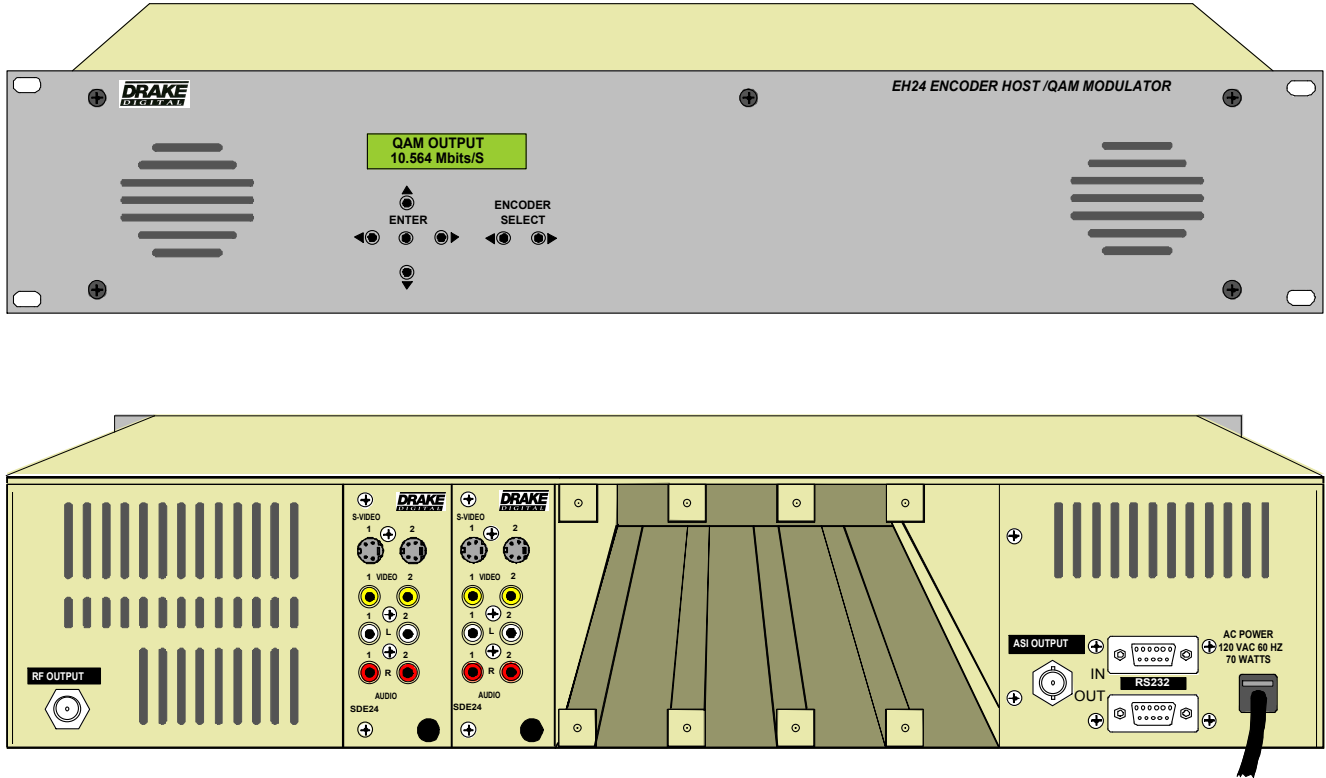 DRAKE
DIGITAL
EH24 ENCODER HOST /QAM MODULATOR
QAM OUTPUT
10.564 Mbits/S
ENTER
ENCODER
SELECT
DRAKE
DIGITAL
S-VIDEO
1 2
1 VIDEO 2
1 2
L
1 2
R
AUDIO
SDE24
DRAKE
DIGITAL
S-VIDEO
1 2
1 VIDEO 2
1 2
L
1 2
R
AUDIO
SDE24
RF OUTPUT
ASI OUTPUT
IN
RS232
OUT
AC POWER
120 VAC 60 HZ
70 WATTS